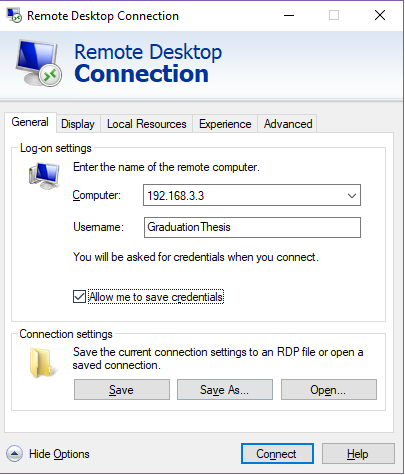 Remote Desktop Connection
Remote Desktop
Connection
General Display Local Resources Experience Advanced
Log-on settings
Enter the name of the remote computer.
Computer: 192.168.3.3
Username: GraduationThesis
You will be asked for credentials when you connect.
Allow me to save credentials
Connection settings
Save the current connection settings to an RDP file or open a
saved connection.
Save Save As... Open...
Hide Options Connect Help